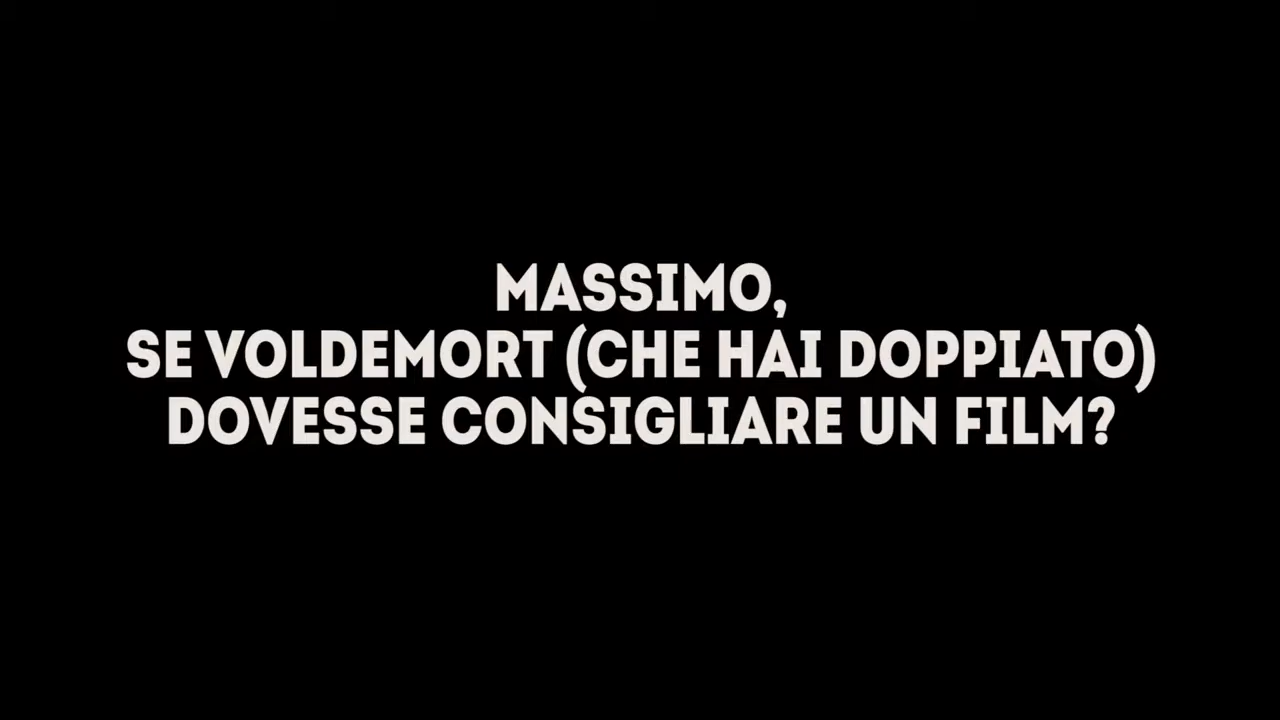 MASSIMO,
SE VOLDEMORT (CHE HAI DOPPIATO)
DOVESSE CONSIGLIARE UN FILM?